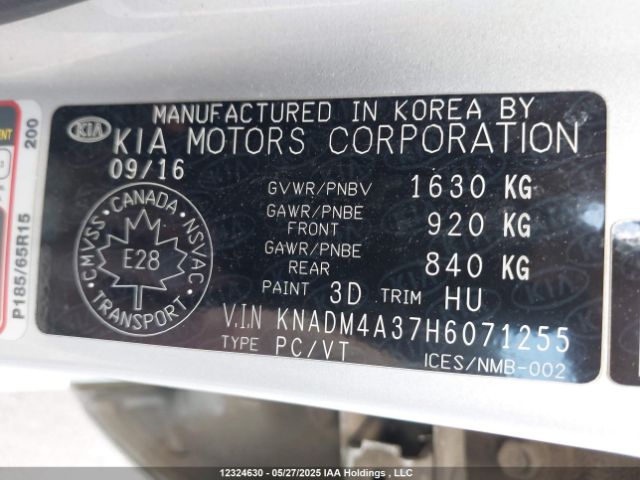 MANUFACTURED IN KOREA BY
KIA KIA MOTORS CORPORATION
09/16
GVWR/PNBV 1630 KG
GAWR/PNBE FRONT 920 KG
GAWR/PNBE REAR 840 KG
PAINT 3D TRIM HU
V.I.N KNADM4A37H6071255
TYPE PC/VT
ICES/NMB-002
CMVSS · CANADA · NSVAC
E28
TRANSPORT
P185/65R15
200
12324630 - 05/27/2025 IAA Holdings , LLC